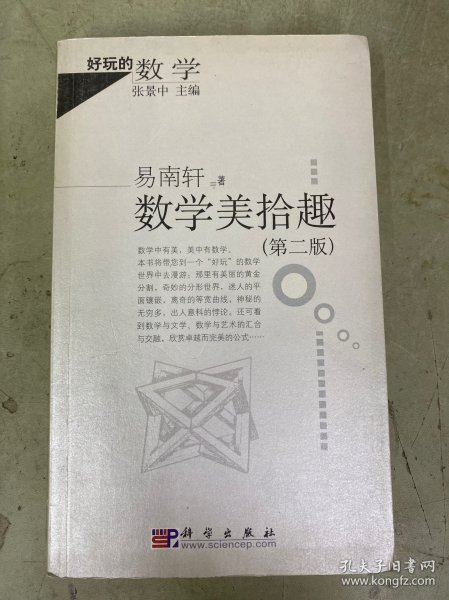 好玩的 数学
张景中 主编
易南轩 著
数学美拾趣
(第二版)
数学中有美,美中有数学。
本书将带您到一个“好玩”的数学
世界中去漫游,那里有美丽的黄金
分割、奇妙的分形世界、迷人的平
面镶嵌、离奇的等宽曲线、神秘的
无穷多、出人意料的悖论,还可看
到数学与文学、数学与艺术的汇合
与交融,欣赏卓越而完美的公式……
科学出版社
www.sciencep.com
孔夫子旧书网
www.kongfz.com